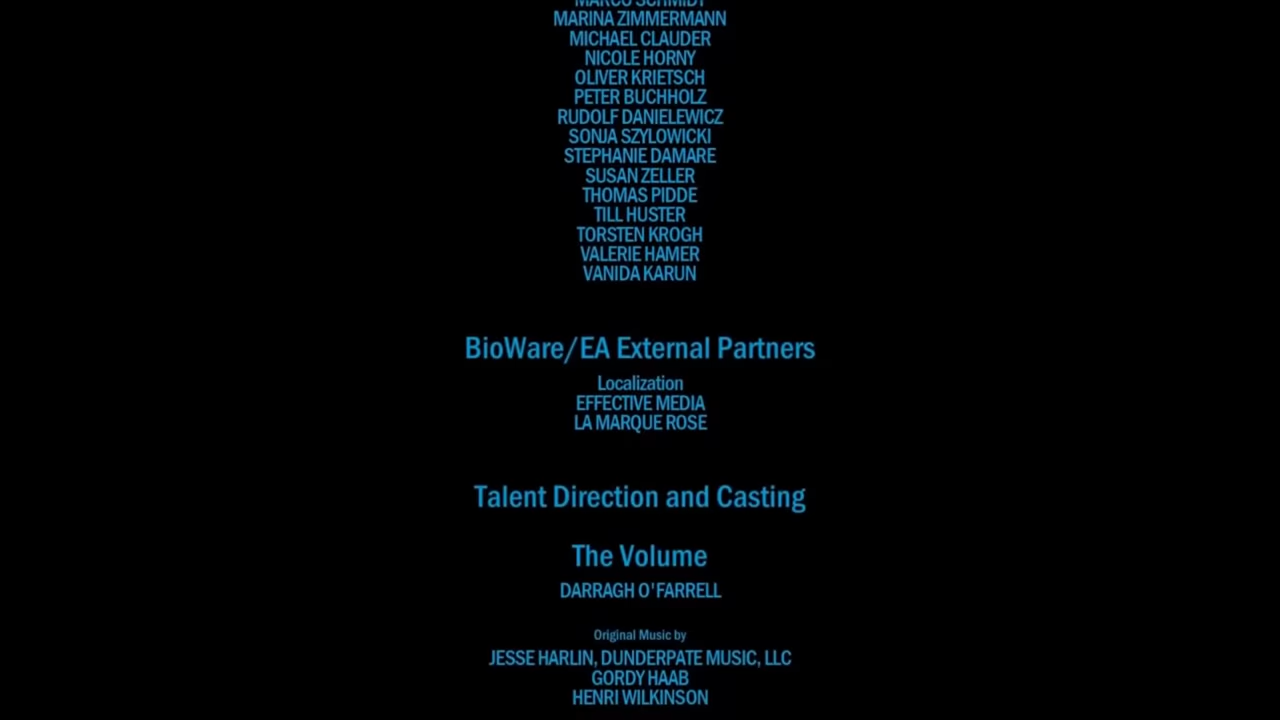 MARCO SCHMIDT
MARINA ZIMMERMANN
MICHAEL CLAUDER
NICOLE HORNY
OLIVER KRIETSCH
PETER BUCHHOLZ
RUDOLF DANIELEWICZ
SONJA SZYLOWICKI
STEPHANIE DAMARE
SUSAN ZELLER
THOMAS PIDDE
TILL HUSTER
TORSTEN KROGH
VALERIE HAMER
VANIDA KARUN
BioWare/EA External Partners
Localization
EFFECTIVE MEDIA
LA MARQUE ROSE
Talent Direction and Casting
The Volume
DARRAGH O'FARRELL
Original Music by
JESSE HARLIN, DUNDERPATE MUSIC, LLC
GORDY HAAB
HENRI WILKINSON